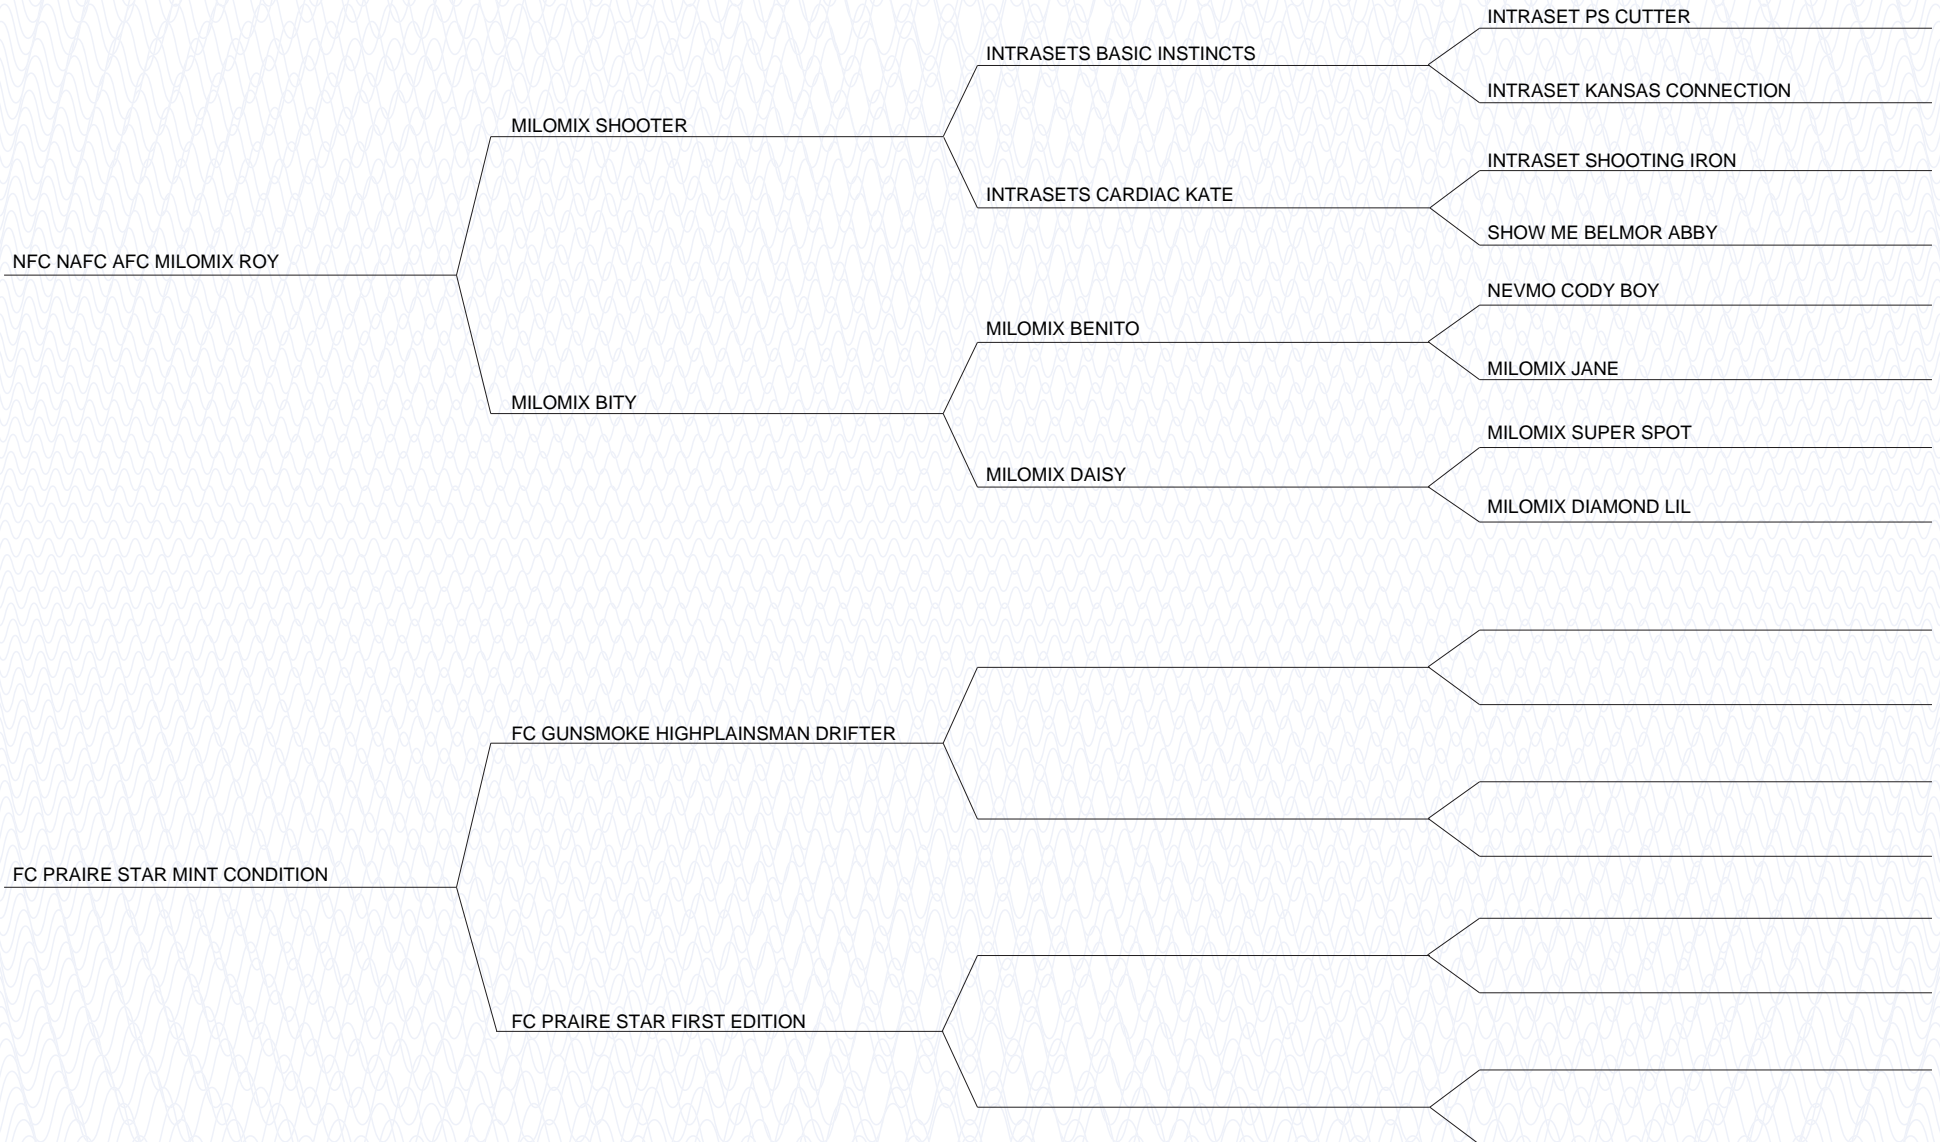 INTRASET PS CUTTER
INTRASETS BASIC INSTINCTS
INTRASET KANSAS CONNECTION
MILOMIX SHOOTER
INTRASET SHOOTING IRON
INTRASETS CARDIAC KATE
SHOW ME BELMOR ABBY
NFC NAFC AFC MILOMIX ROY
NEVMO CODY BOY
MILOMIX BENITO
MILOMIX JANE
MILOMIX BITY
MILOMIX SUPER SPOT
MILOMIX DAISY
MILOMIX DIAMOND LIL
FC GUNSMOKE HIGHPLAINSMAN DRIFTER
FC PRAIRE STAR MINT CONDITION
FC PRAIRE STAR FIRST EDITION